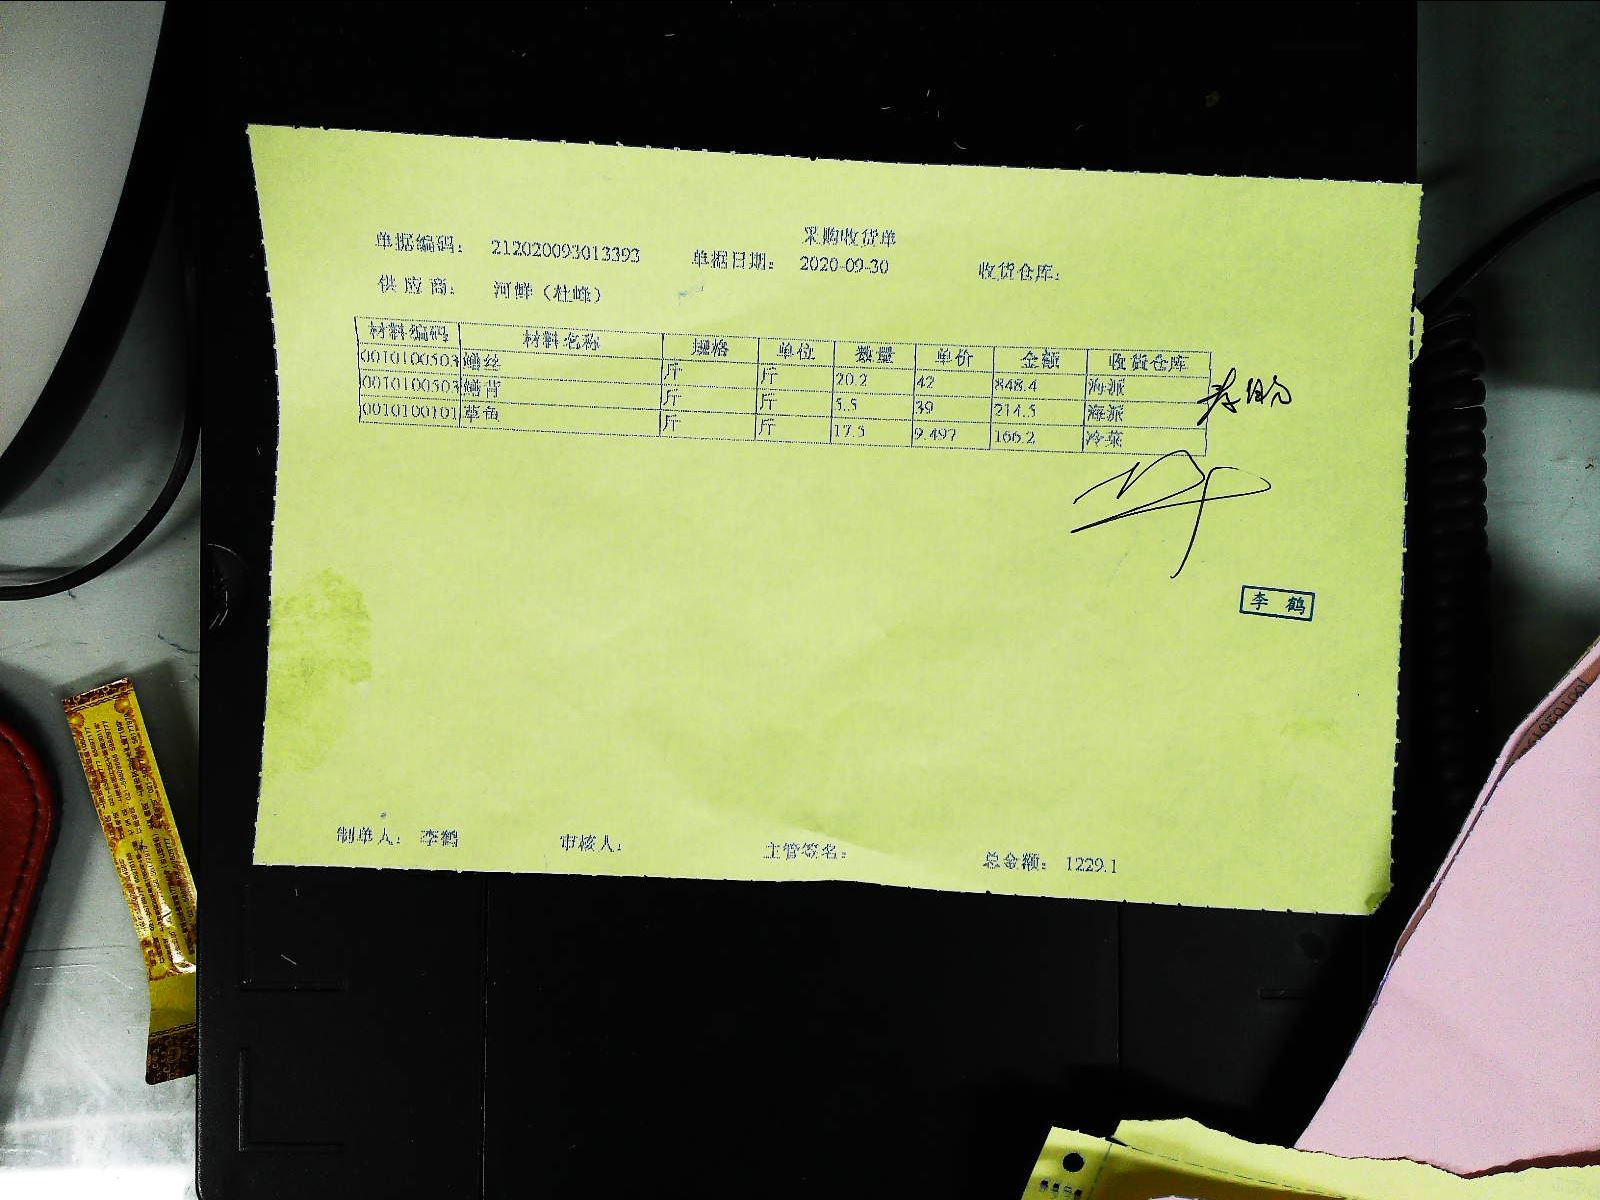 采购收货单
单据编码： 212020093013393 单据日期： 2020-09-30 收货仓库：
供 应 商： 河鲜（杜峰）
材料编码 材料名称 规格 单位 数量 单价 金额 收货仓库
0010100503 鳝丝 斤 斤 20.2 42 848.4 海派
0010100503 鳝背 斤 斤 5.5 39 214.5 海派
0010100101 草鱼 斤 斤 17.5 9.497 166.2 冷菜
李 鹤
制单人： 李鹤 审核人： 主管签名： 总金额： 1229.1